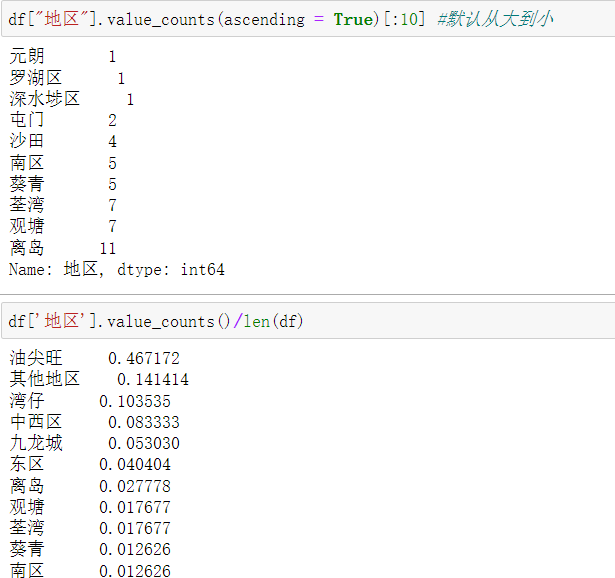 df["地区"].value_counts(ascending = True)[:10] #默认从大到小
元朗 1
罗湖区 1
深水埗区 1
屯门 2
沙田 4
南区 5
葵青 5
荃湾 7
观塘 7
离岛 11
Name: 地区, dtype: int64
df['地区'].value_counts()/len(df)
油尖旺 0.467172
其他地区 0.141414
湾仔 0.103535
中西区 0.083333
九龙城 0.053030
东区 0.040404
离岛 0.027778
观塘 0.017677
荃湾 0.017677
葵青 0.012626
南区 0.012626